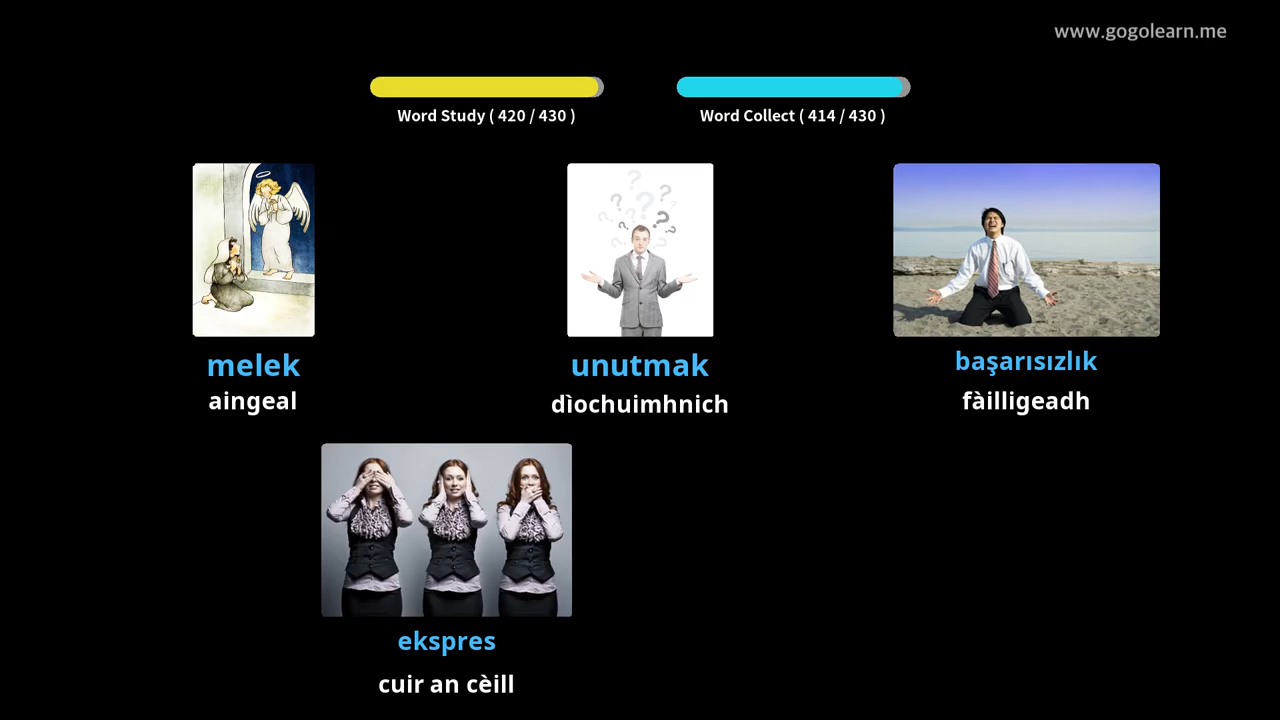 www.gogolearn.me
Word Study ( 420 / 430 )
Word Collect ( 414 / 430 )
melek
aingeal
unutmak
dìochuimhnich
başarısızlık
fàilligeadh
ekspres
cuir an cèill